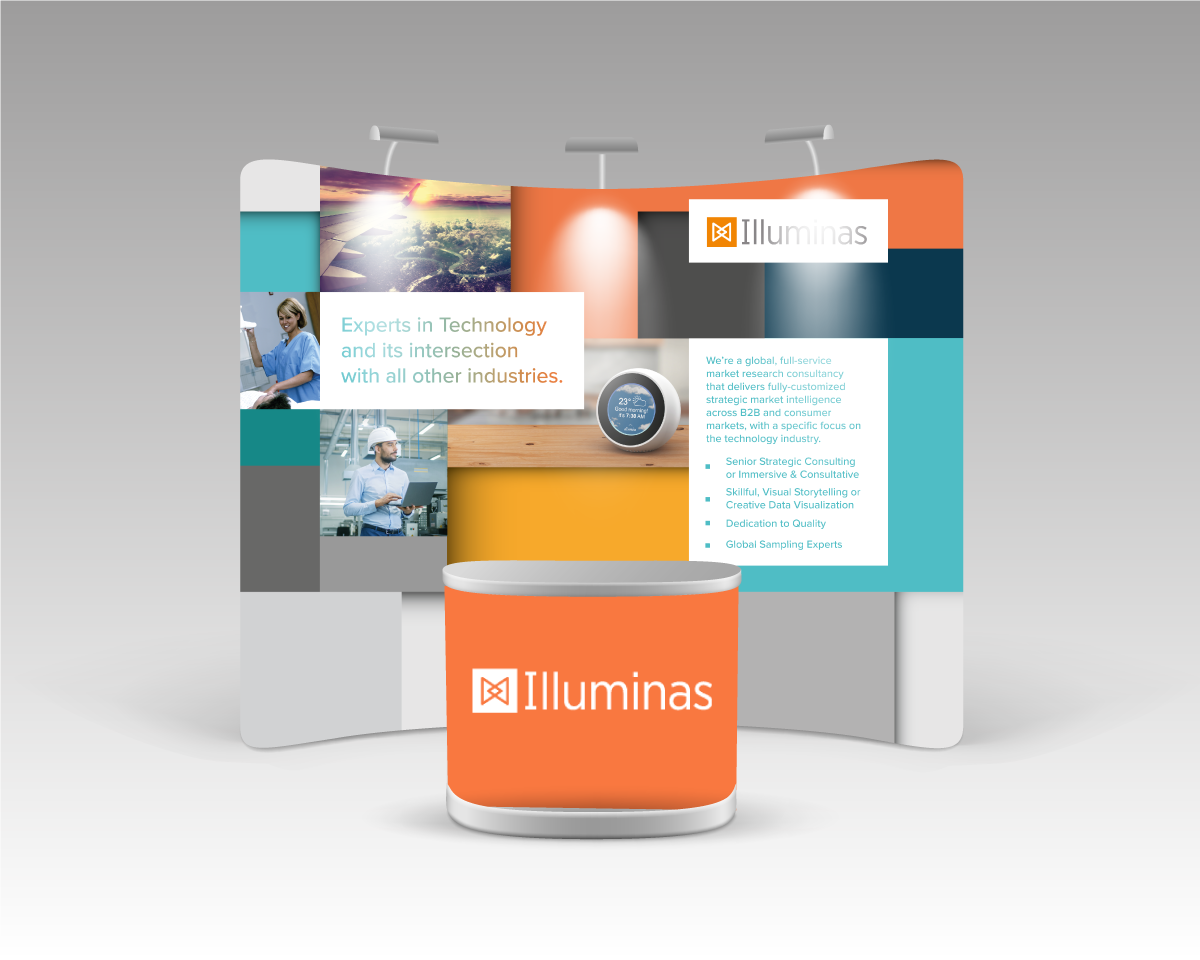 Illuminas
Experts in Technology
and its intersection
with all other industries.
23°
Good morning!
It's 7:30 AM
We're a global, full-service
market research consultancy
that delivers fully-customized
strategic market intelligence
across B2B and consumer
markets, with a specific focus on
the technology industry.
Senior Strategic Consulting
or Immersive & Consultative
Skillful, Visual Storytelling or
Creative Data Visualization
Dedication to Quality
Global Sampling Experts
Illuminas